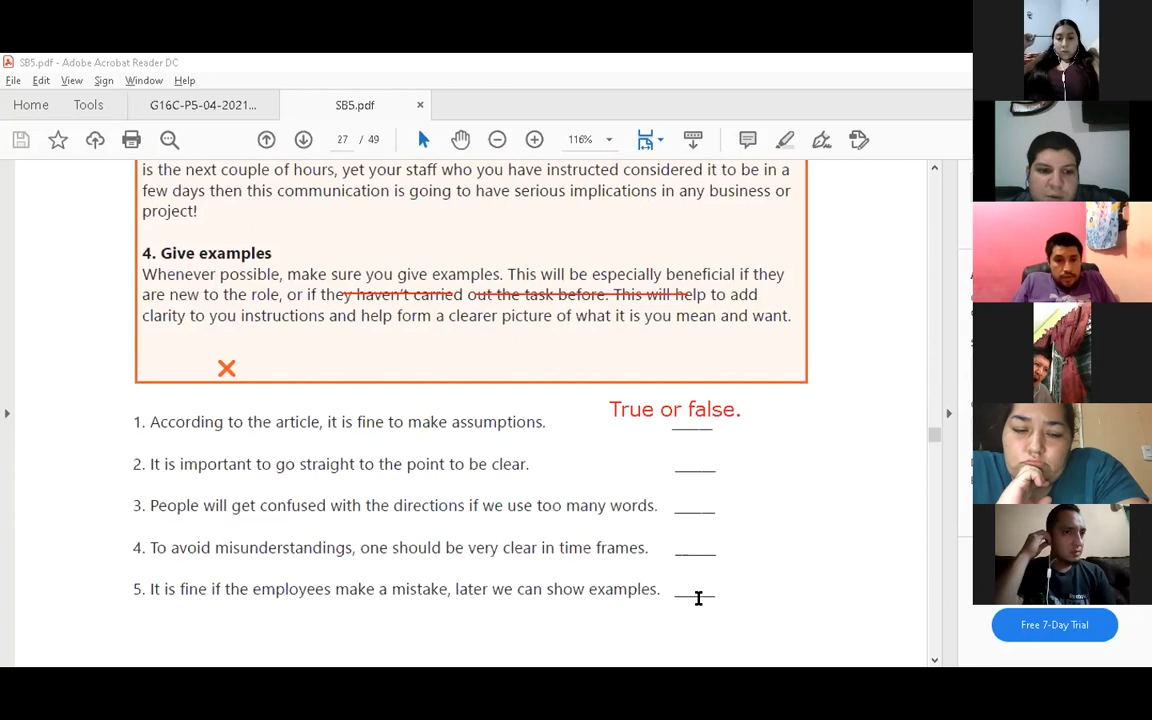 SB5.pdf - Adobe Acrobat Reader DC
File Edit View Sign Window Help
Home Tools G16C-P5-04-2021... SB5.pdf ×
27 / 49 116%
is the next couple of hours, yet your staff who you have instructed considered it to be in a
few days then this communication is going to have serious implications in any business or
project!
4. Give examples
Whenever possible, make sure you give examples. This will be especially beneficial if they
are new to the role, or if they haven't carried out the task before. This will help to add
clarity to you instructions and help form a clearer picture of what it is you mean and want.
True or false.
1. According to the article, it is fine to make assumptions. _____
2. It is important to go straight to the point to be clear. _____
3. People will get confused with the directions if we use too many words. _____
4. To avoid misunderstandings, one should be very clear in time frames. _____
5. It is fine if the employees make a mistake, later we can show examples. _____
Free 7-Day Trial